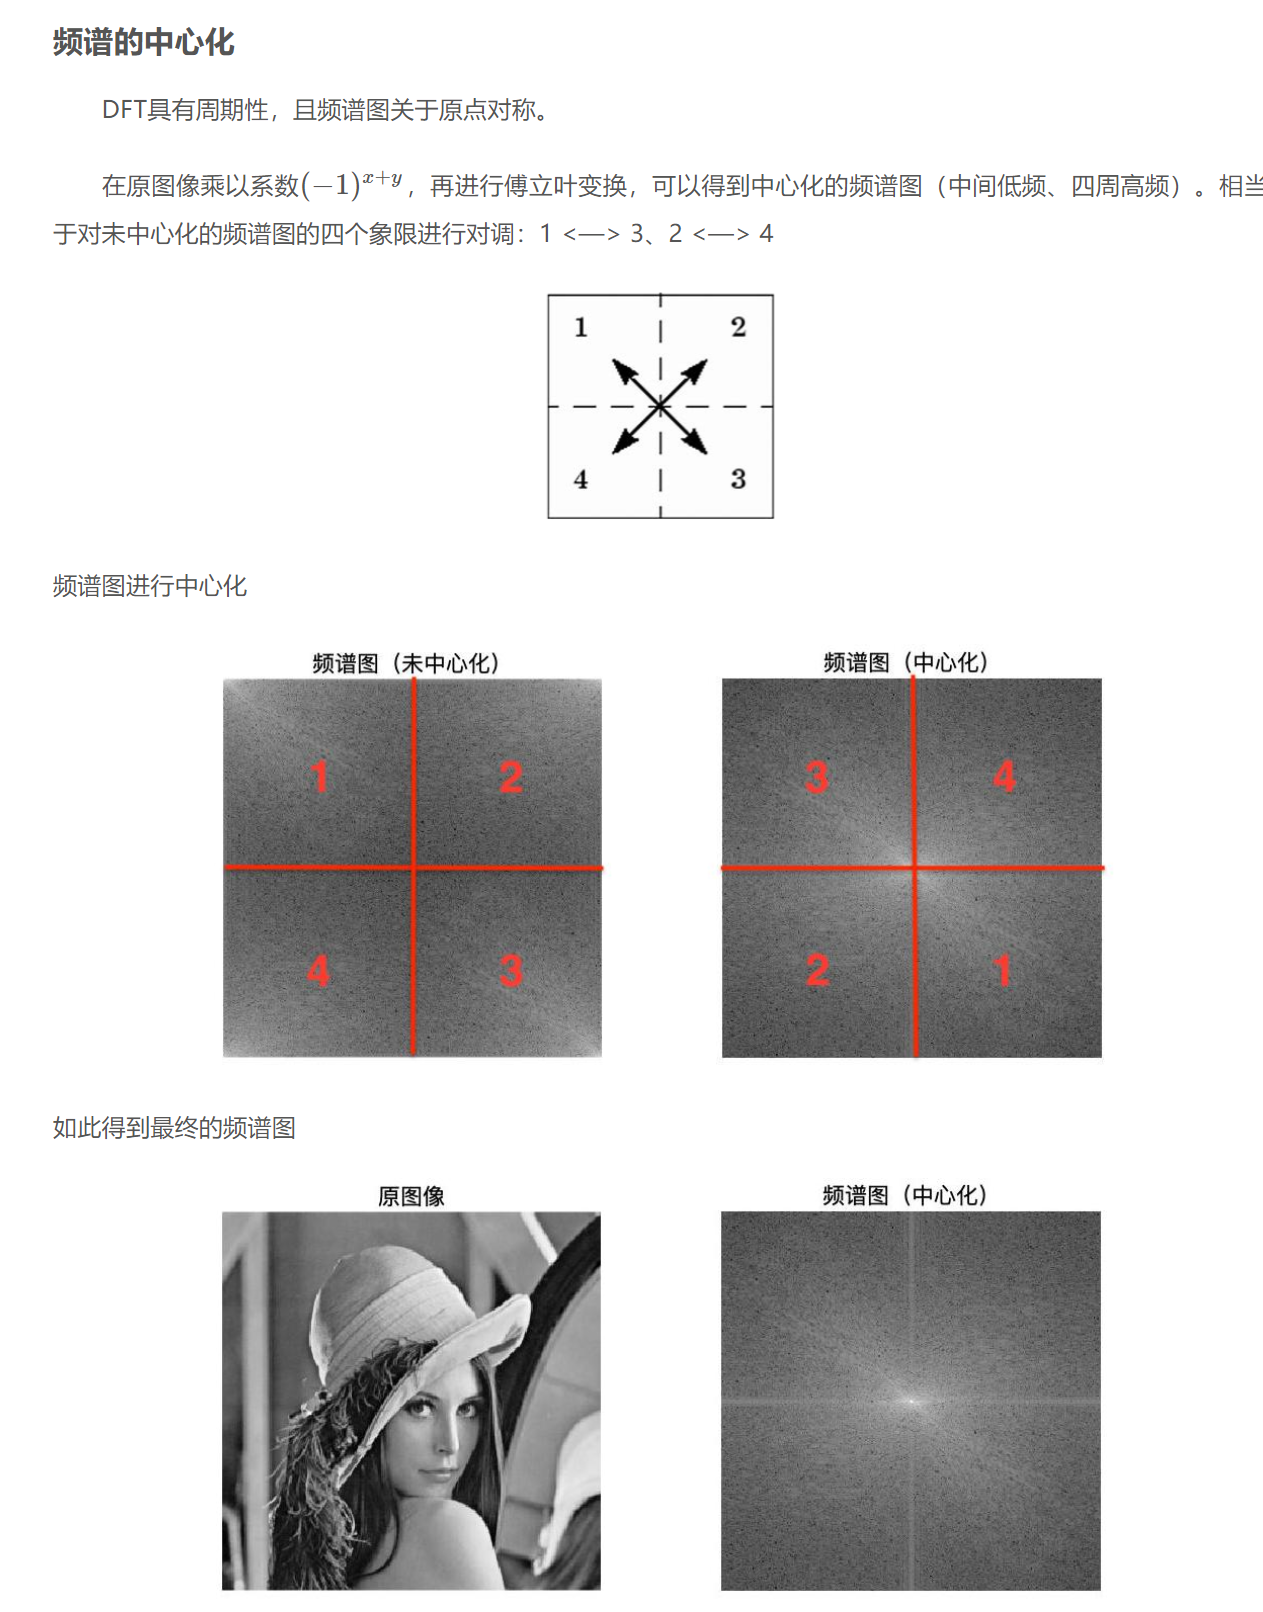 频谱的中心化
DFT具有周期性，且频谱图关于原点对称。
在原图像乘以系数(−1)^{x+y}，再进行傅立叶变换，可以得到中心化的频谱图（中间低频、四周高频）。相当
于对未中心化的频谱图的四个象限进行对调：1 <—> 3、2 <—> 4
1 2
4 3
频谱图进行中心化
频谱图（未中心化） 频谱图（中心化）
1 2 3 4
4 3 2 1
如此得到最终的频谱图
原图像 频谱图（中心化）